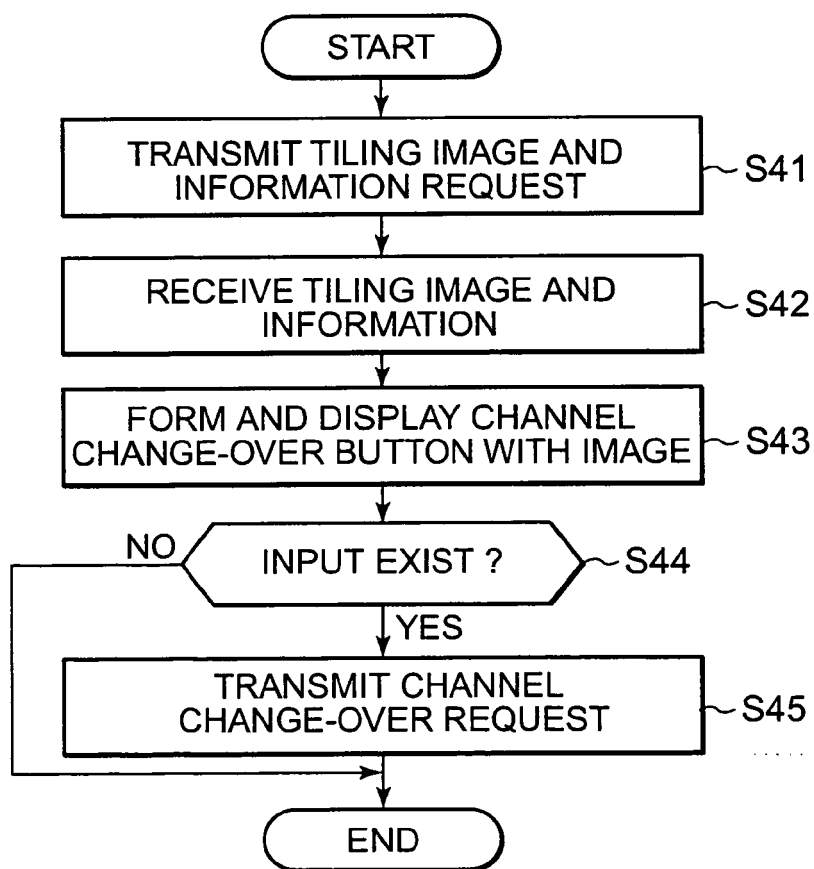 START
TRANSMIT TILING IMAGE AND
INFORMATION REQUEST
S41
RECEIVE TILING IMAGE AND
INFORMATION
S42
FORM AND DISPLAY CHANNEL
CHANGE-OVER BUTTON WITH IMAGE
S43
NO
INPUT EXIST ?
S44
YES
TRANSMIT CHANNEL
CHANGE-OVER REQUEST
S45
END